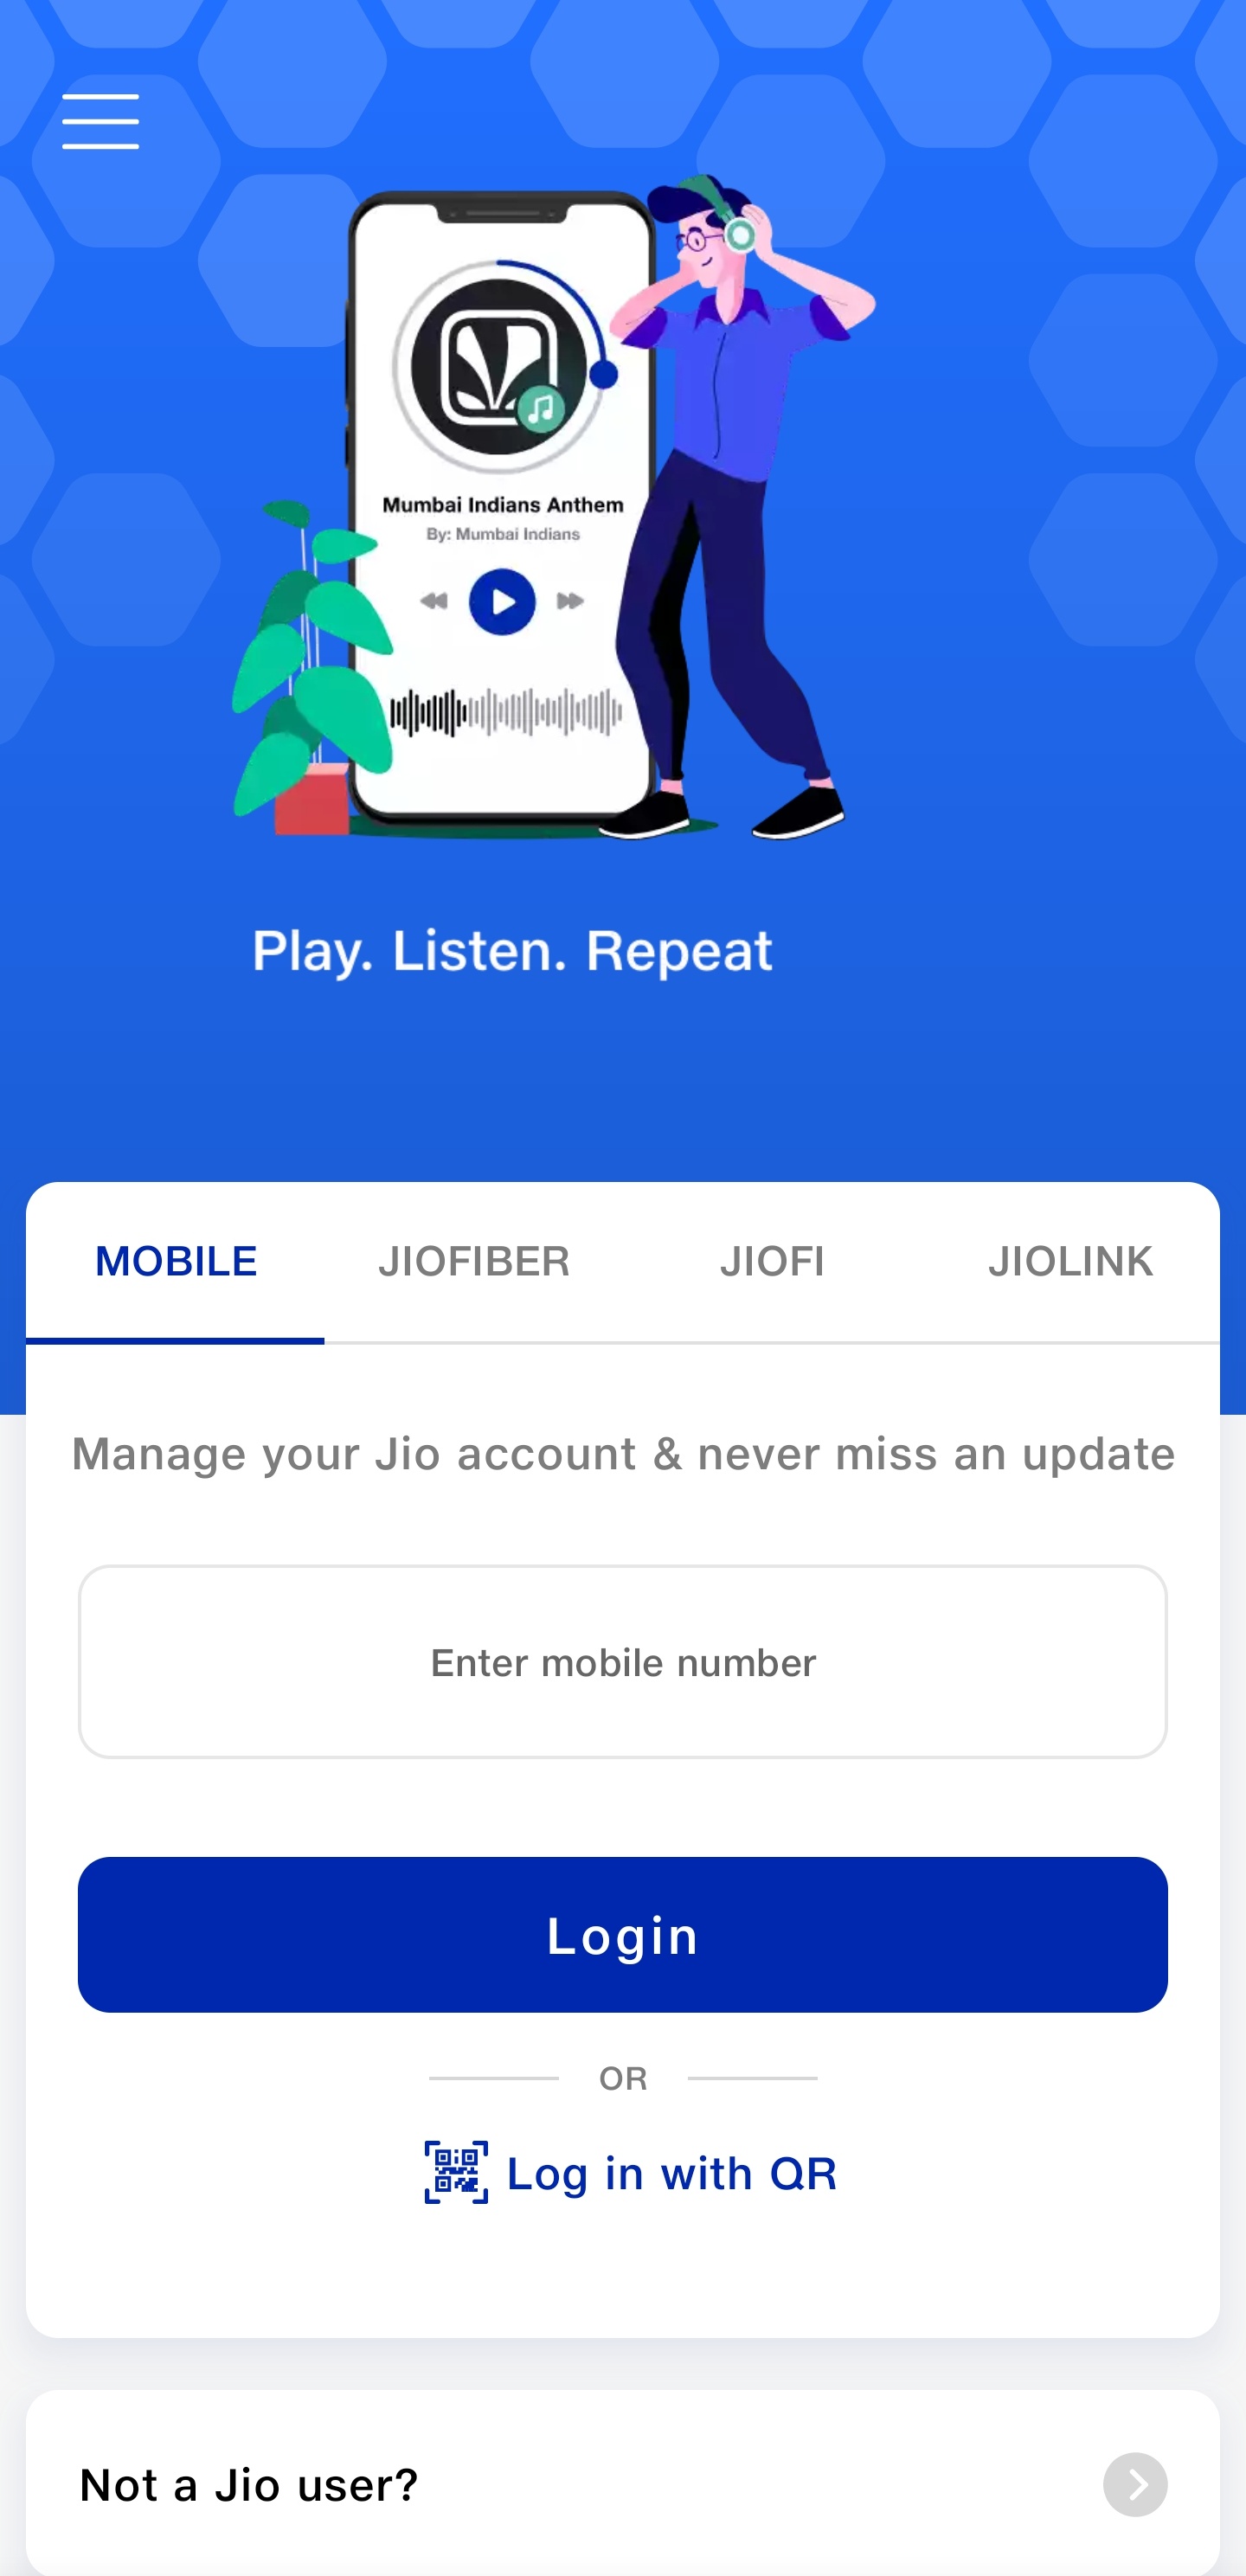 Mumbai Indians Anthem
By: Mumbai Indians
Play. Listen. Repeat
MOBILE JIOFIBER JIOFI JIOLINK
Manage your Jio account & never miss an update
Enter mobile number
Login
OR
Log in with QR
Not a Jio user?